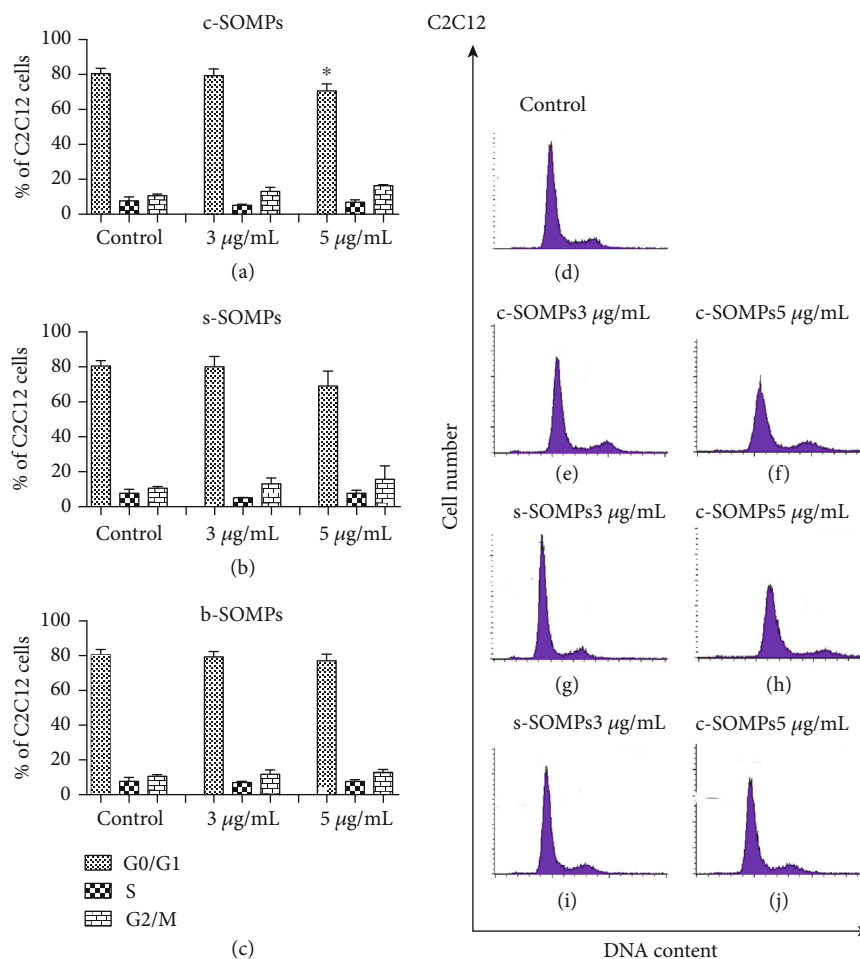 c-SOMPs
% of C2C12 cells
100
80
60
40
20
0
*
Control
3 µg/mL
5 µg/mL
(a)
s-SOMPs
% of C2C12 cells
100
80
60
40
20
0
Control
3 µg/mL
5 µg/mL
(b)
b-SOMPs
% of C2C12 cells
100
80
60
40
20
0
Control
3 µg/mL
5 µg/mL
G0/G1
S
G2/M
(c)
C2C12
Cell number
Control
(d)
c-SOMPs3 µg/mL
c-SOMPs5 µg/mL
(e)
(f)
s-SOMPs3 µg/mL
c-SOMPs5 µg/mL
(g)
(h)
s-SOMPs3 µg/mL
c-SOMPs5 µg/mL
(i)
(j)
DNA content